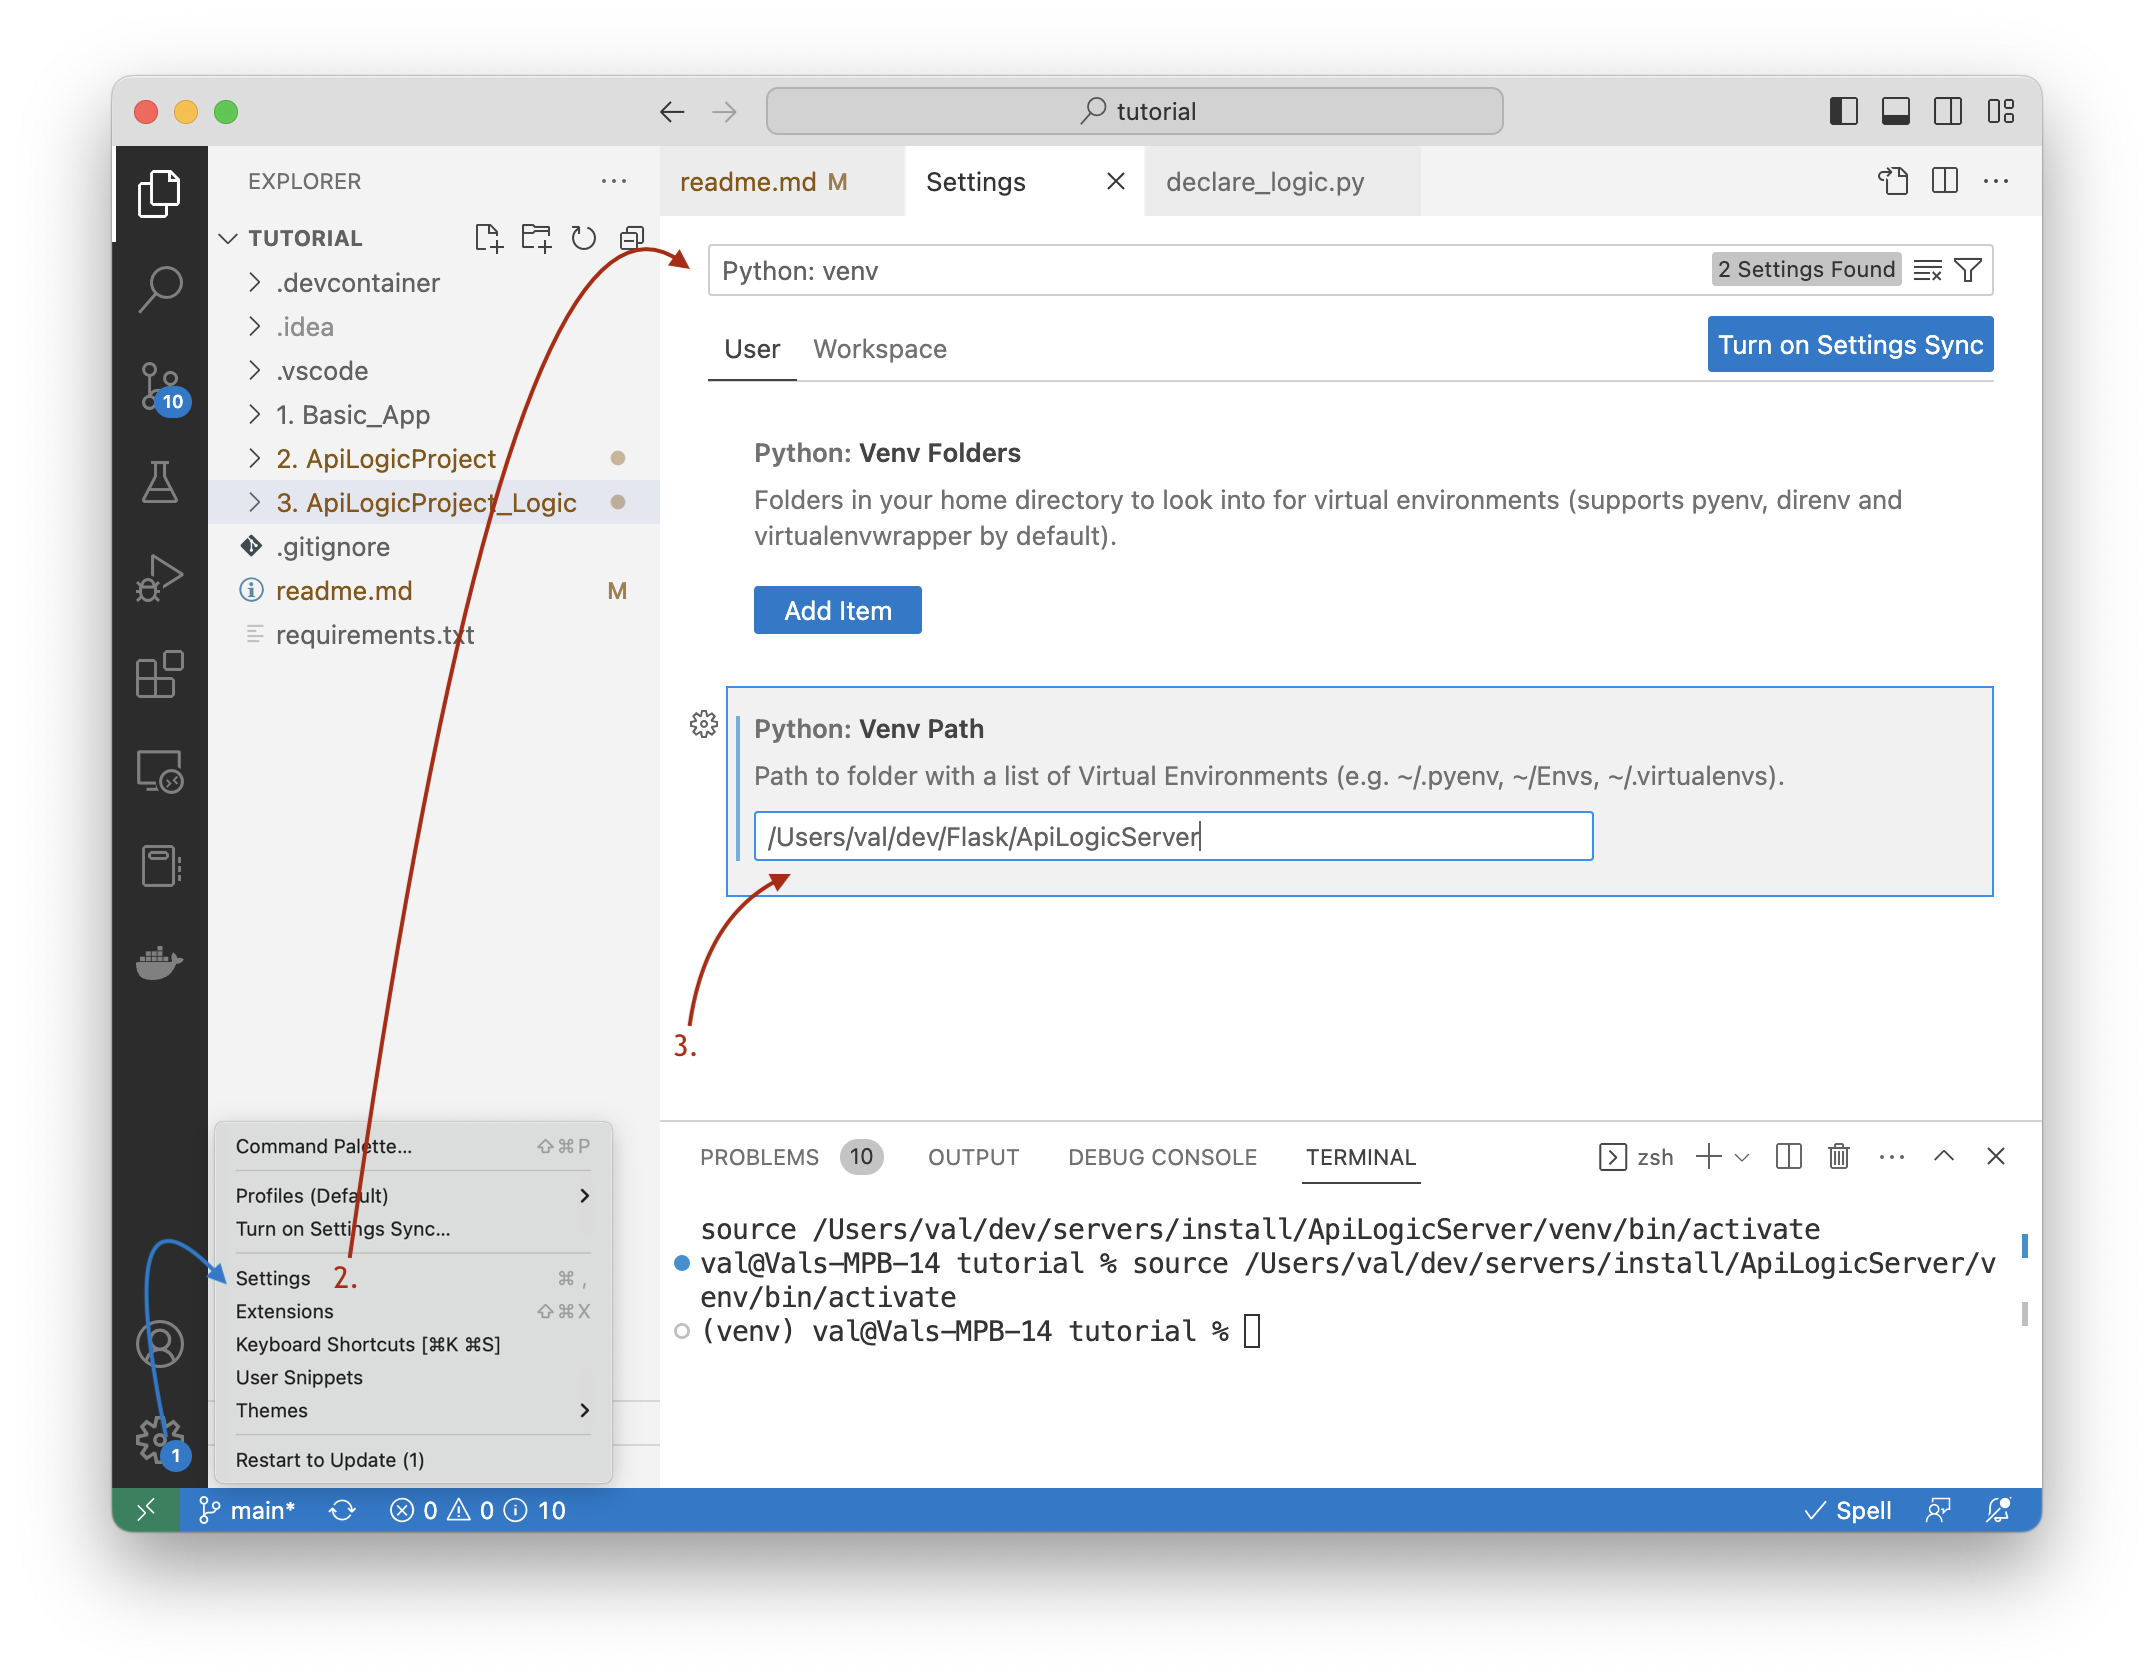 tutorial
EXPLORER
TUTORIAL
.devcontainer
.idea
.vscode
1. Basic_App
2. ApiLogicProject
3. ApiLogicProject_Logic
.gitignore
readme.md M
requirements.txt
10
readme.md M
Settings
declare_logic.py
Python: venv
2 Settings Found
User
Workspace
Turn on Settings Sync
Python: Venv Folders
Folders in your home directory to look into for virtual environments (supports pyenv, direnv and
virtualenvwrapper by default).
Add Item
Python: Venv Path
Path to folder with a list of Virtual Environments (e.g. ~/.pyenv, ~/Envs, ~/.virtualenvs).
/Users/val/dev/Flask/ApiLogicServer
3.
Command Palette... ⇧⌘P
Profiles (Default)
Turn on Settings Sync...
Settings 2. ⌘ ,
Extensions ⇧⌘X
Keyboard Shortcuts [⌘K ⌘S]
User Snippets
Themes
Restart to Update (1)
1
PROBLEMS 10
OUTPUT
DEBUG CONSOLE
TERMINAL
zsh
source /Users/val/dev/servers/install/ApiLogicServer/venv/bin/activate
val@Vals-MPB-14 tutorial % source /Users/val/dev/servers/install/ApiLogicServer/v
env/bin/activate
(venv) val@Vals-MPB-14 tutorial %
main* 0 0 10
Spell